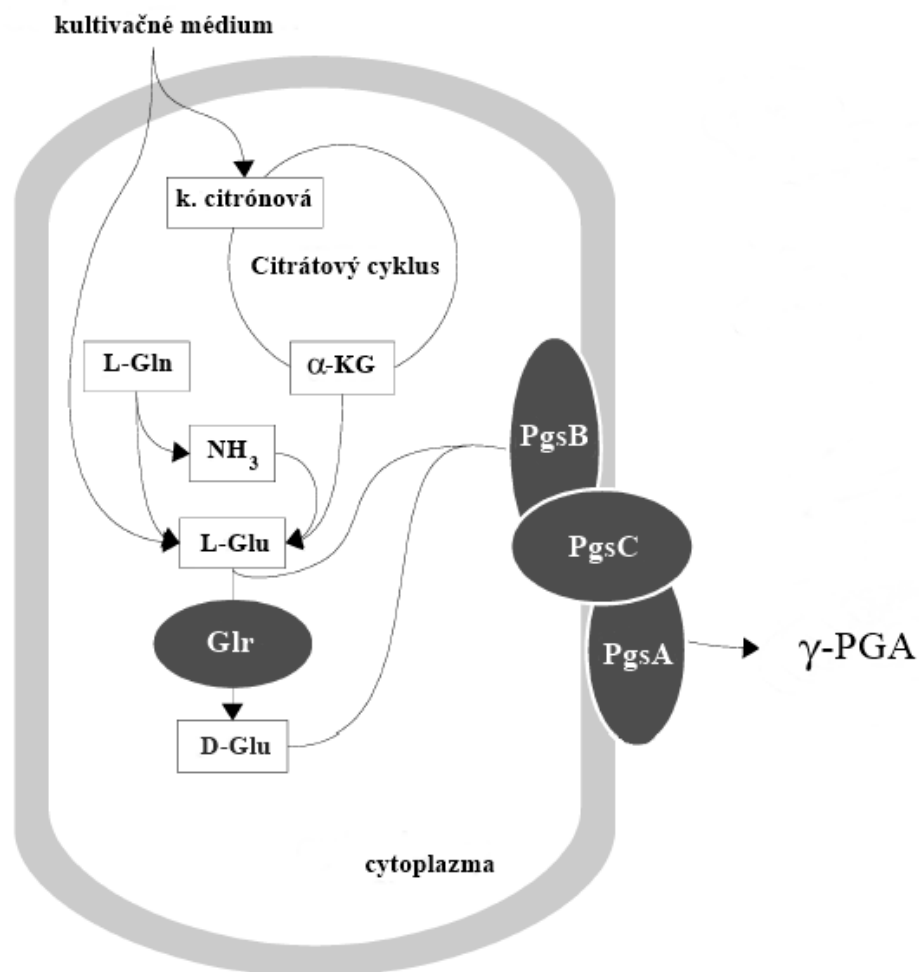 kultivačné médium
k. citrónová
Citrátový cyklus
L-Gln
α-KG
NH3
PgsB
L-Glu
PgsC
Glr
PgsA
γ-PGA
D-Glu
cytoplazma